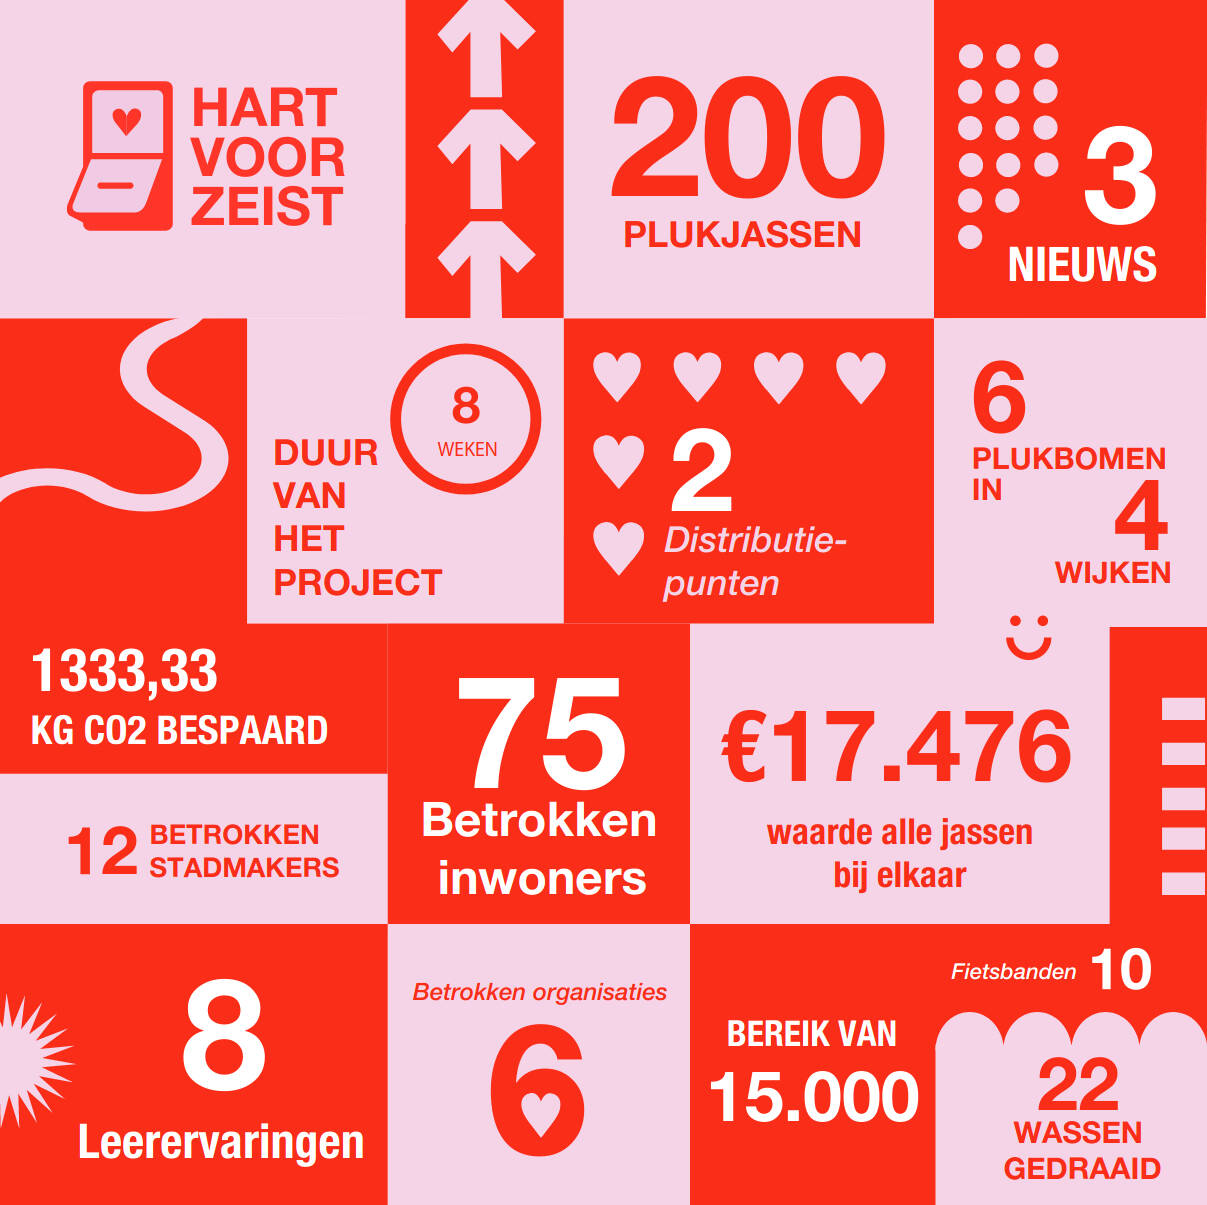 HART
VOOR
ZEIST
200
PLUKJASSEN
3
NIEUWS
DUUR
VAN
HET
PROJECT
8
WEKEN
2
Distributie-
punten
6
PLUKBOMEN
IN
4
WIJKEN
1333,33
KG CO2 BESPAARD
12 BETROKKEN
STADMAKERS
75
Betrokken
inwoners
€17.476
waarde alle jassen
bij elkaar
8
Leerervaringen
Betrokken organisaties
6
BEREIK VAN
15.000
Fietsbanden 10
22
WASSEN
GEDRAAID